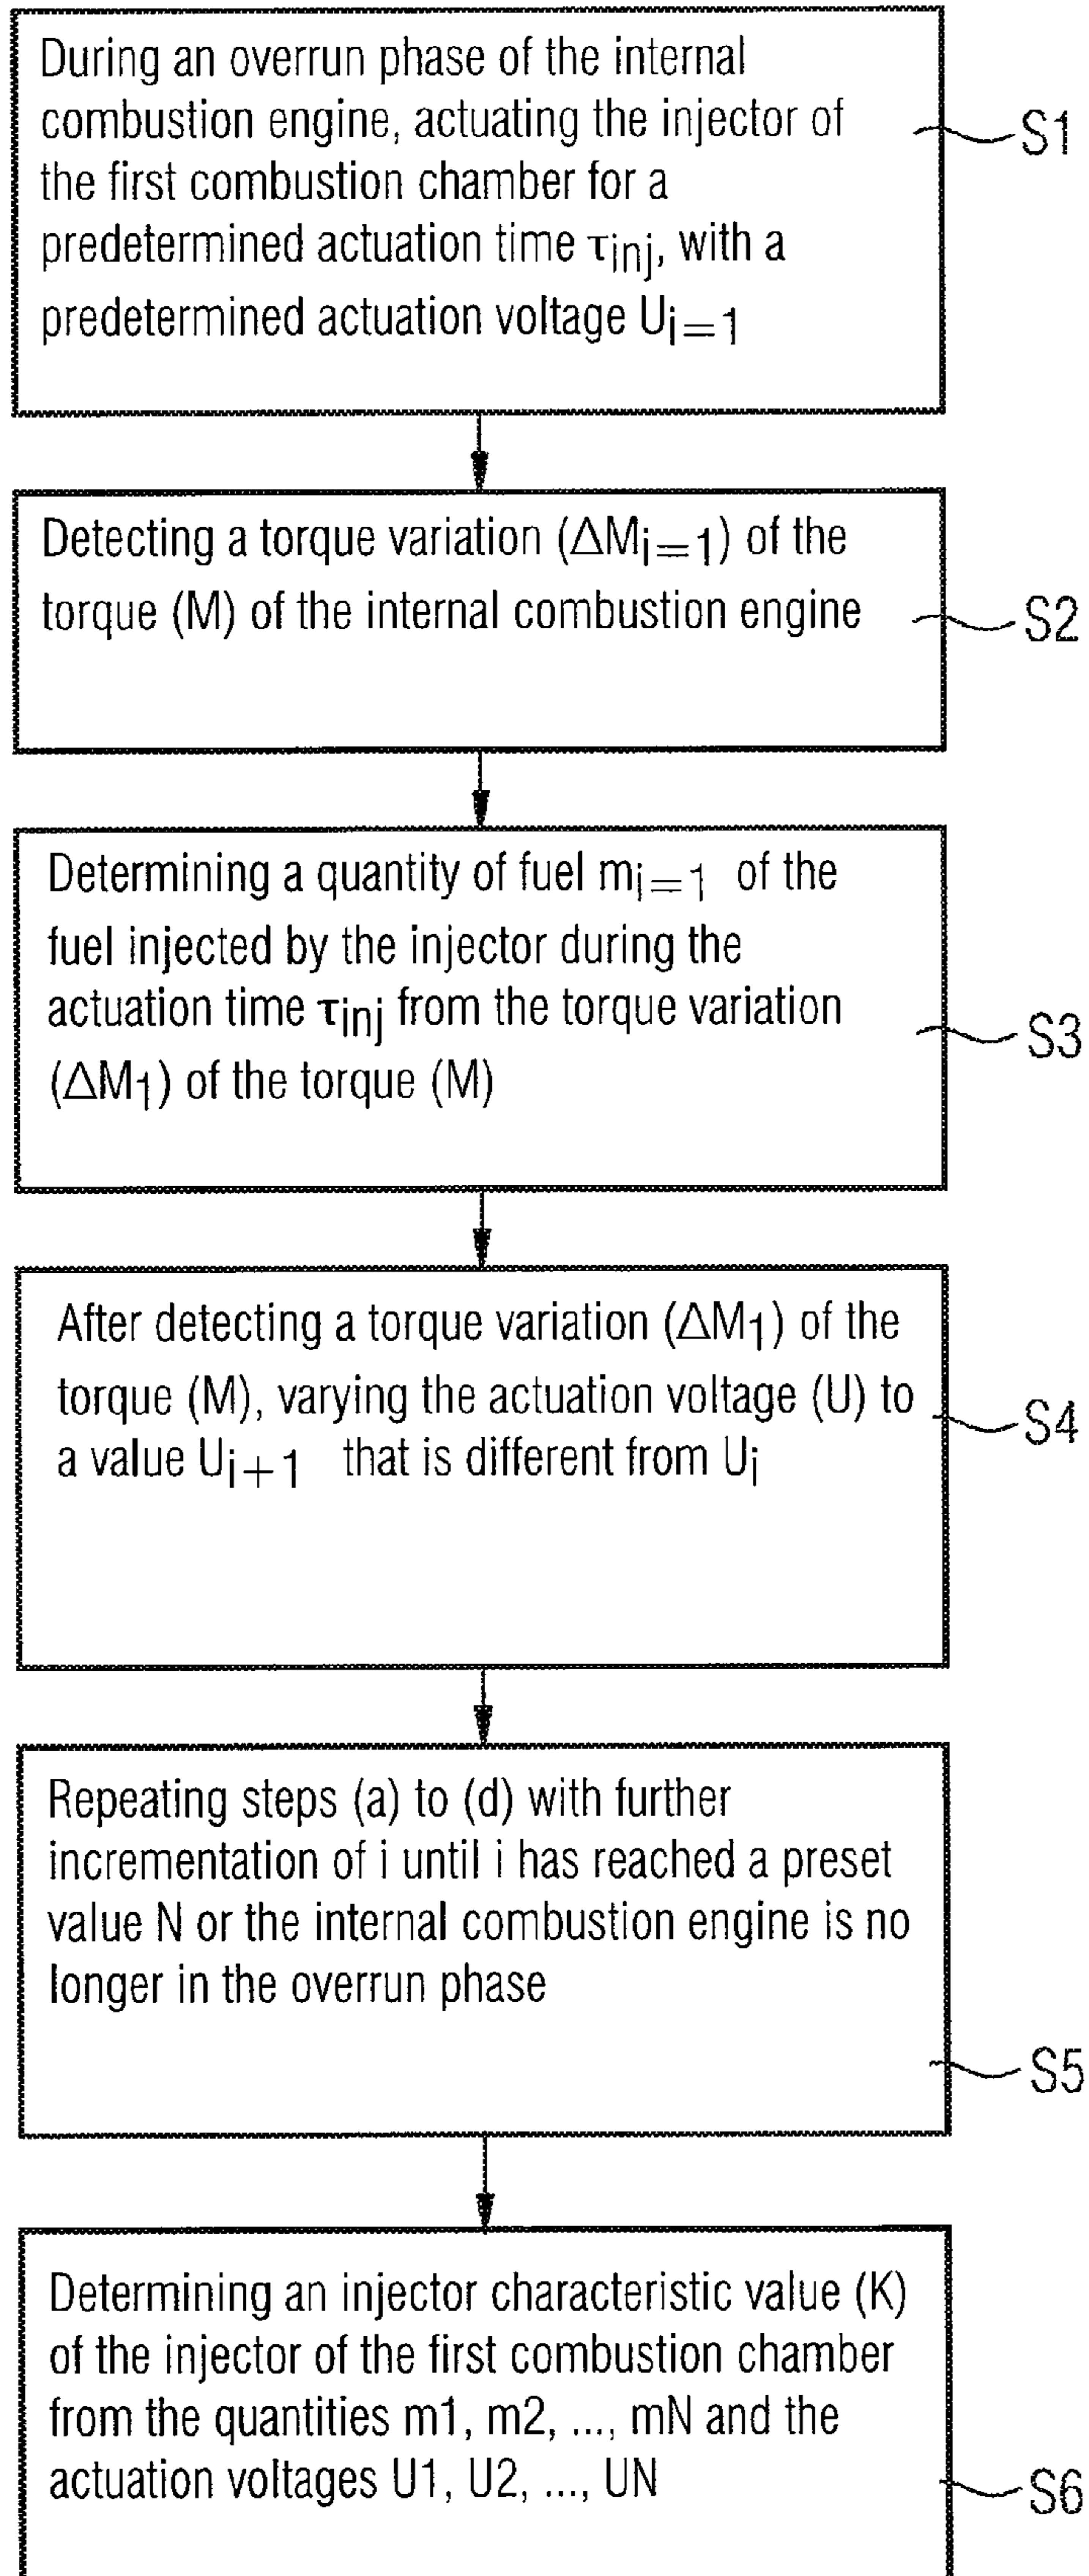 During an overrun phase of the internal
combustion engine, actuating the injector of
the first combustion chamber for a
predetermined actuation time τinj, with a
predetermined actuation voltage Ui=1
S1
Detecting a torque variation (ΔMi=1) of the
torque (M) of the internal combustion engine
S2
Determining a quantity of fuel mi=1 of the
fuel injected by the injector during the
actuation time τinj from the torque variation
(ΔM1) of the torque (M)
S3
After detecting a torque variation (ΔM1) of the
torque (M), varying the actuation voltage (U) to
a value Ui+1 that is different from Ui
S4
Repeating steps (a) to (d) with further
incrementation of i until i has reached a preset
value N or the internal combustion engine is no
longer in the overrun phase
S5
Determining an injector characteristic value (K)
of the injector of the first combustion chamber
from the quantities m1, m2, ..., mN and the
actuation voltages U1, U2, ..., UN
S6